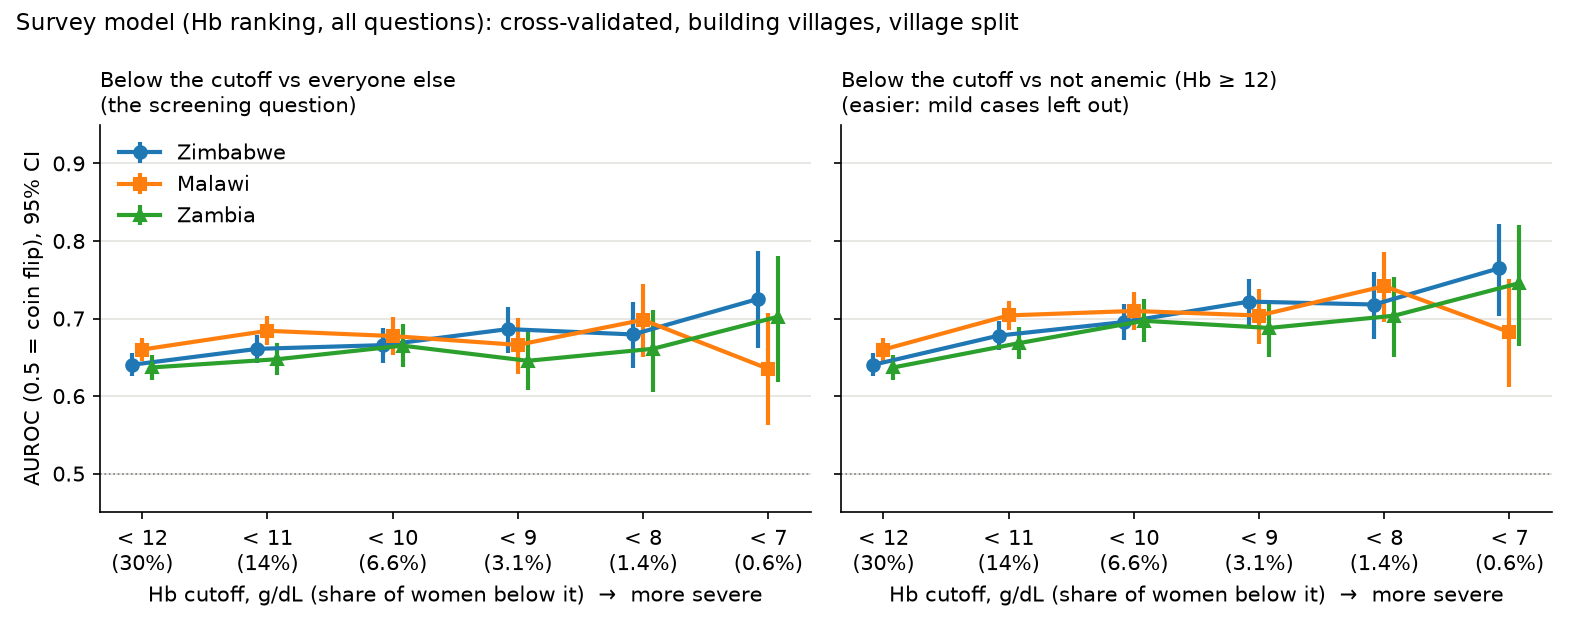 Survey model (Hb ranking, all questions): cross-validated, building villages, village split
Below the cutoff vs everyone else
(the screening question)
AUROC (0.5 = coin flip), 95% CI
0.9
0.8
0.7
0.6
0.5
Zimbabwe
Malawi
Zambia
< 12 < 11 < 10 < 9 < 8 < 7
(30%) (14%) (6.6%) (3.1%) (1.4%) (0.6%)
Hb cutoff, g/dL (share of women below it) → more severe
Below the cutoff vs not anemic (Hb ≥ 12)
(easier: mild cases left out)
< 12 < 11 < 10 < 9 < 8 < 7
(30%) (14%) (6.6%) (3.1%) (1.4%) (0.6%)
Hb cutoff, g/dL (share of women below it) → more severe